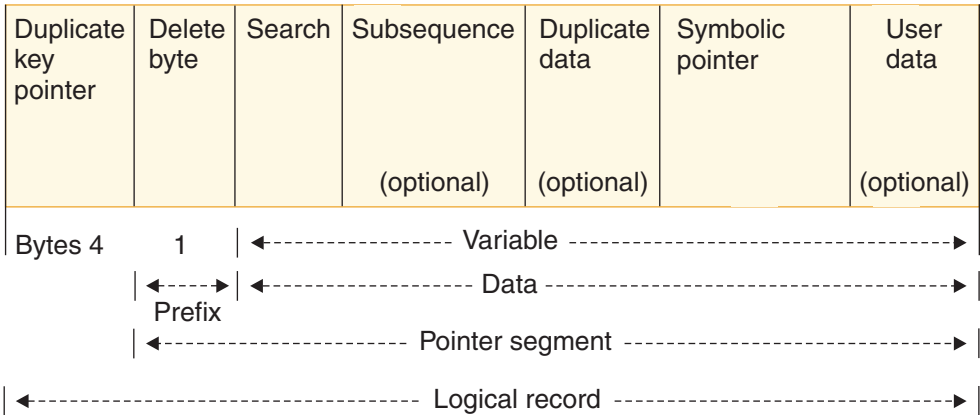 Duplicate key pointer
Delete byte
Search
Subsequence (optional)
Duplicate data (optional)
Symbolic pointer
User data (optional)
Bytes 4 1 Variable
Data
Prefix
Pointer segment
Logical record